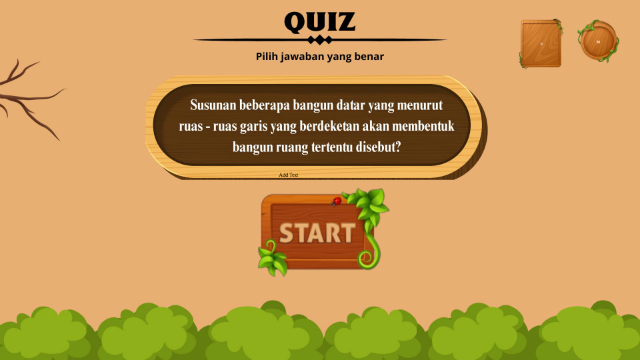 QUIZ
Pilih jawaban yang benar
Susunan beberapa bangun datar yang menurut
ruas - ruas garis yang berdeketan akan membentuk
bangun ruang tertentu disebut?
Add Text
START